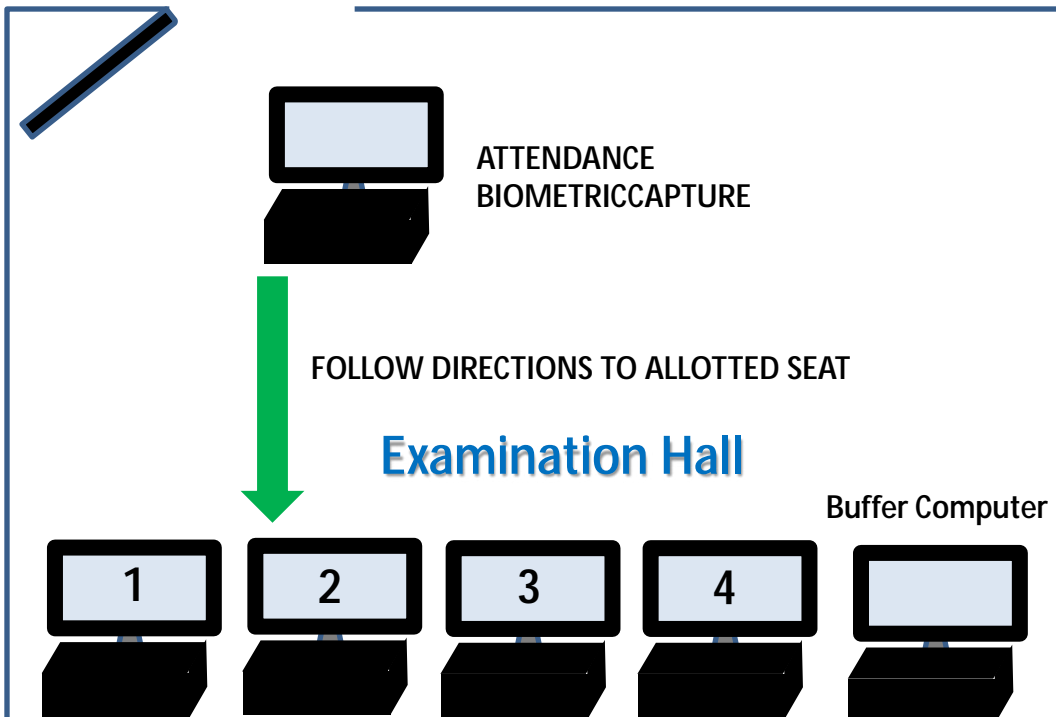 ATTENDANCE
BIOMETRICCAPTURE
FOLLOW DIRECTIONS TO ALLOTTED SEAT
Examination Hall
Buffer Computer
1
2
3
4